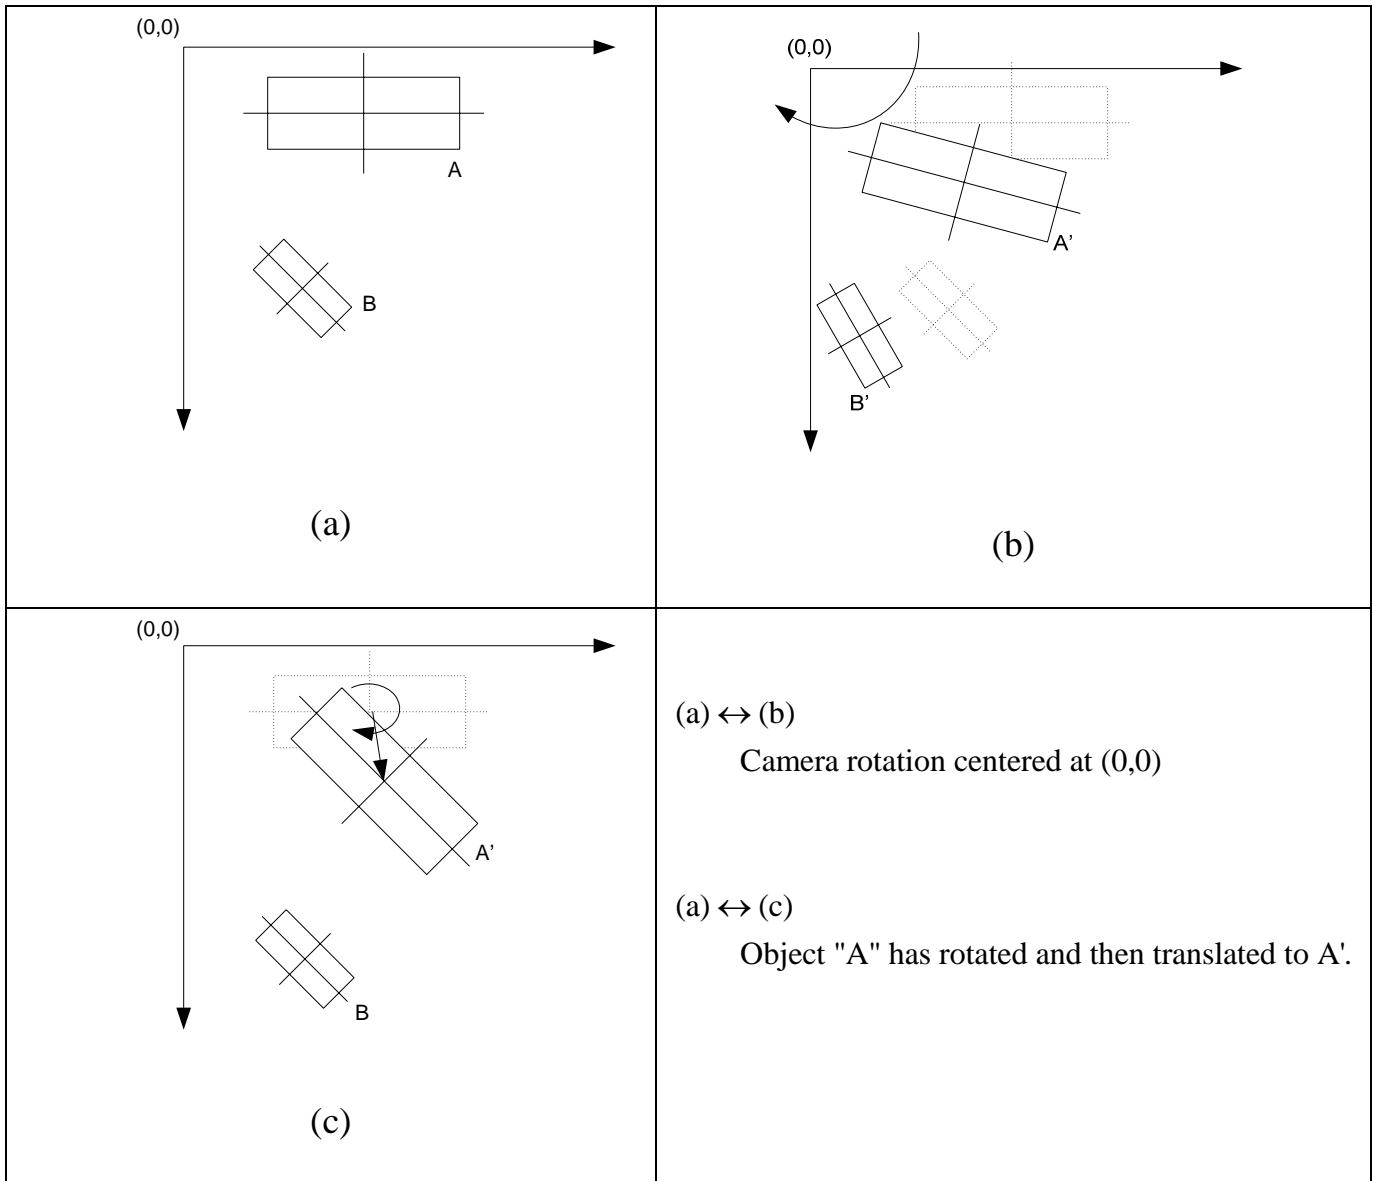 (0,0)
A
B
(a)
(0,0)
A’
B’
(b)
(0,0)
A’
B
(c)
(a) ↔ (b)
Camera rotation centered at (0,0)
(a) ↔ (c)
Object "A" has rotated and then translated to A'.